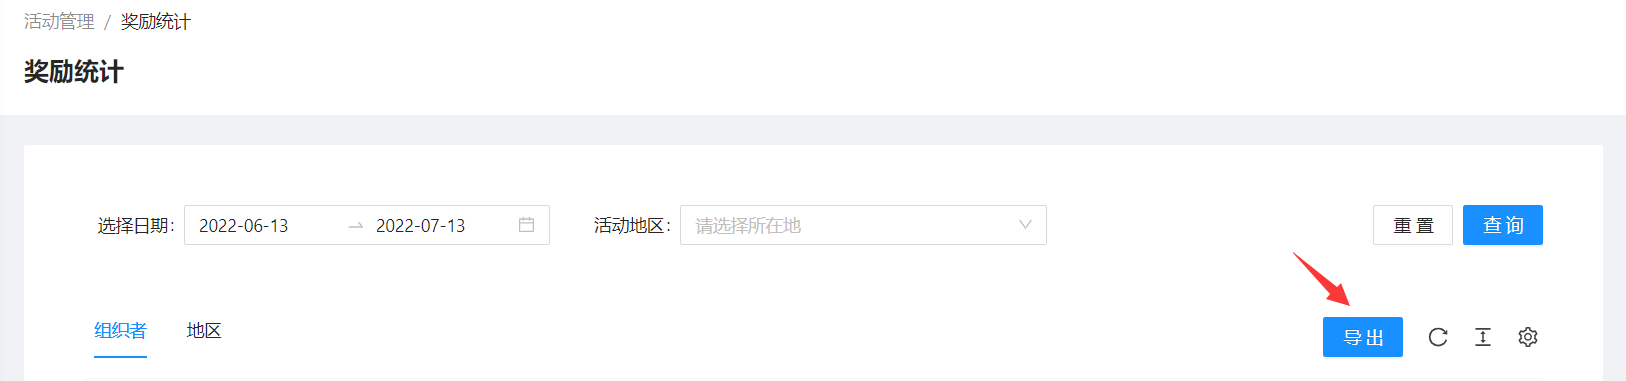 活动管理 / 奖励统计
奖励统计
选择日期: 2022-06-13 → 2022-07-13 活动地区: 请选择所在地 重置 查询
组织者 地区 导出